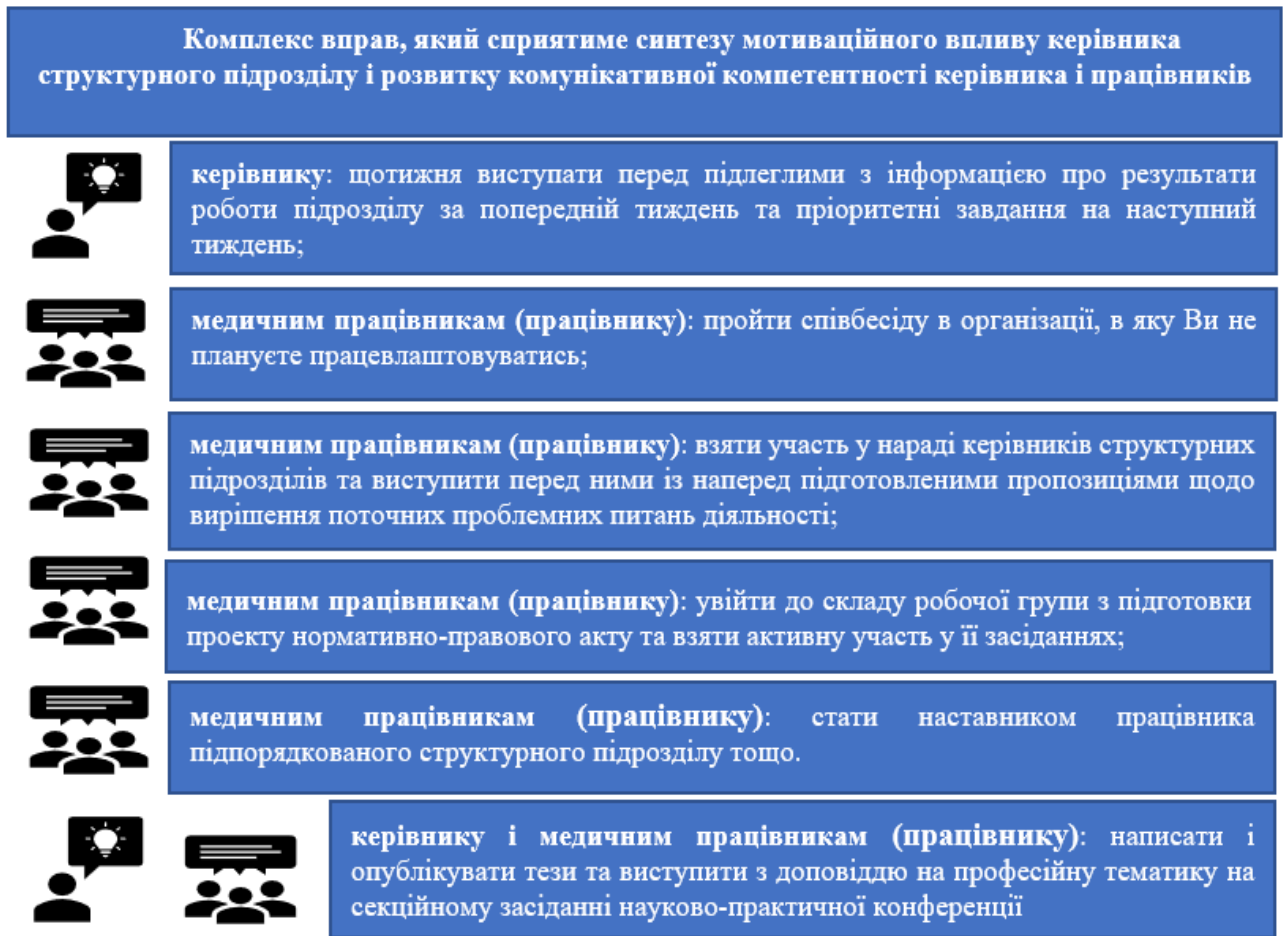 Комплекс вправ, який сприятиме синтезу мотиваційного впливу керівника
структурного підрозділу і розвитку комунікативної компетентності керівника і працівників
керівнику: щотижня виступати перед підлеглими з інформацією про результати
роботи підрозділу за попередній тиждень та пріоритетні завдання на наступний
тиждень;
медичним працівникам (працівнику): пройти співбесіду в організації, в яку Ви не
плануєте працевлаштовуватись;
медичним працівникам (працівнику): взяти участь у нараді керівників структурних
підрозділів та виступити перед ними із наперед підготовленими пропозиціями щодо
вирішення поточних проблемних питань діяльності;
медичним працівникам (працівнику): увійти до складу робочої групи з підготовки
проекту нормативно-правового акту та взяти активну участь у її засіданнях;
медичним працівникам (працівнику): стати наставником працівника
підпорядкованого структурного підрозділу тощо.
керівнику і медичним працівникам (працівнику): написати і
опублікувати тези та виступити з доповіддю на професійну тематику на
секційному засіданні науково-практичної конференції